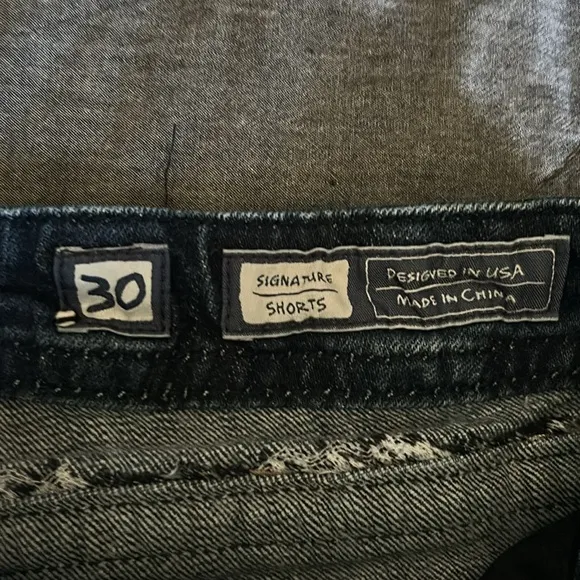 30
SIGNATURE
SHORTS
DESIGNED IN USA
MADE IN CHINA